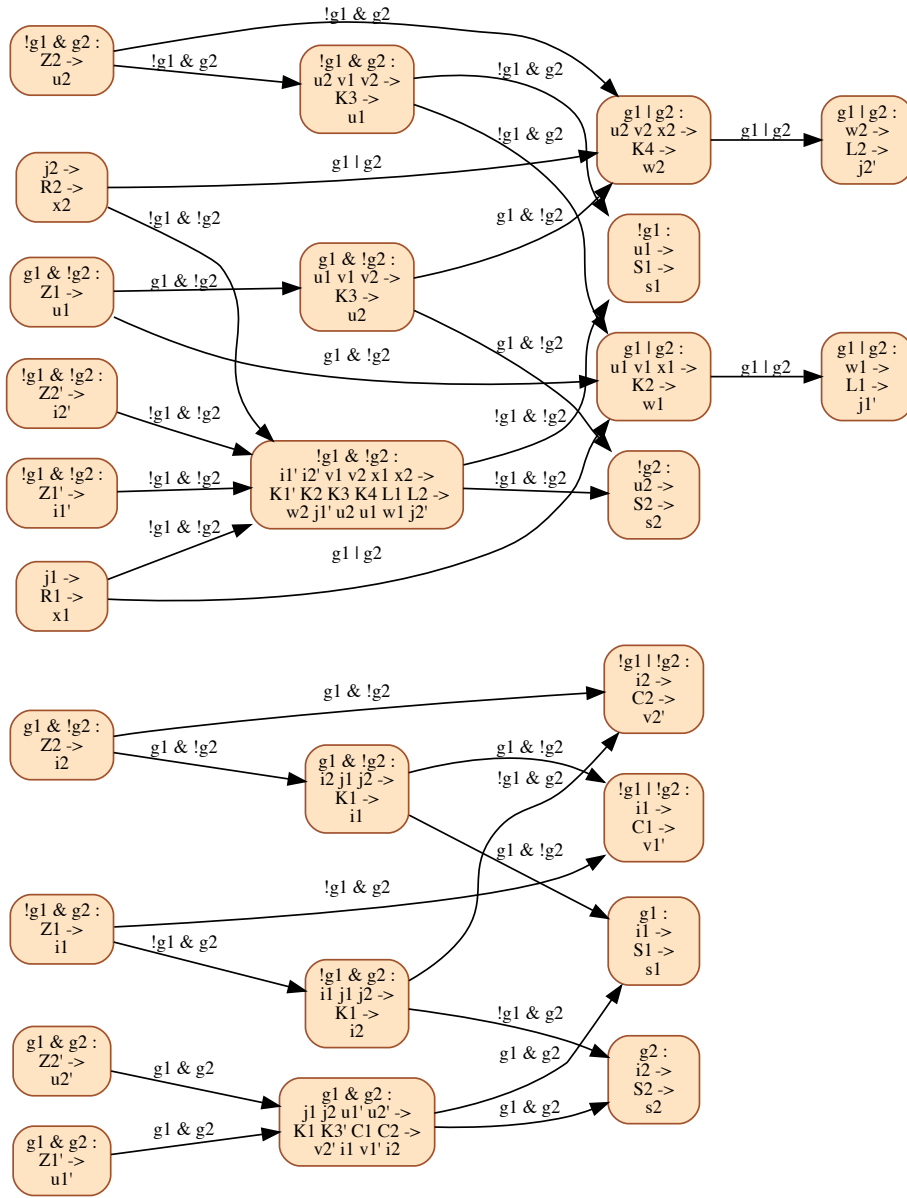 !g1 & g2 :
Z2 ->
u2
!g1 & g2
!g1 & g2
!g1 & g2 :
u2 v1 v2 ->
K3 ->
u1
!g1 & g2
!g1 & g2
g1 | g2 :
u2 v2 x2 ->
K4 ->
w2
g1 | g2
g1 | g2 :
w2 ->
L2 ->
j2'
j2 ->
R2 ->
x2
g1 | g2
!g1 & !g2
g1 & !g2
!g1 :
u1 ->
S1 ->
s1
g1 & !g2 :
Z1 ->
u1
g1 & !g2
g1 & !g2 :
u1 v1 v2 ->
K3 ->
u2
g1 & !g2
g1 & !g2
g1 | g2 :
u1 v1 x1 ->
K2 ->
w1
g1 | g2
g1 | g2 :
w1 ->
L1 ->
j1'
!g1 & !g2 :
Z2' ->
i2'
!g1 & !g2
!g1 & !g2 :
Z1' ->
i1'
!g1 & !g2
!g1 & !g2 :
i1' i2' v1 v2 x1 x2 ->
K1' K2 K3 K4 L1 L2 ->
w2 j1' u2 u1 w1 j2'
!g1 & !g2
!g1 & !g2
!g2 :
u2 ->
S2 ->
s2
j1 ->
R1 ->
x1
!g1 & !g2
g1 | g2
g1 & !g2 :
Z2 ->
i2
g1 & !g2
g1 & !g2
!g1 | !g2 :
i2 ->
C2 ->
v2'
g1 & !g2 :
i2 j1 j2 ->
K1 ->
i1
g1 & !g2
!g1 & g2
g1 & !g2
!g1 | !g2 :
i1 ->
C1 ->
v1'
!g1 & g2 :
Z1 ->
i1
!g1 & g2
!g1 & g2
g1 :
i1 ->
S1 ->
s1
!g1 & g2 :
i1 j1 j2 ->
K1 ->
i2
!g1 & g2
g1 & g2
g2 :
i2 ->
S2 ->
s2
g1 & g2 :
Z2' ->
u2'
g1 & g2
g1 & g2 :
j1 j2 u1' u2' ->
K1 K3' C1 C2 ->
v2' i1 v1' i2
g1 & g2
g1 & g2 :
Z1' ->
u1'
g1 & g2